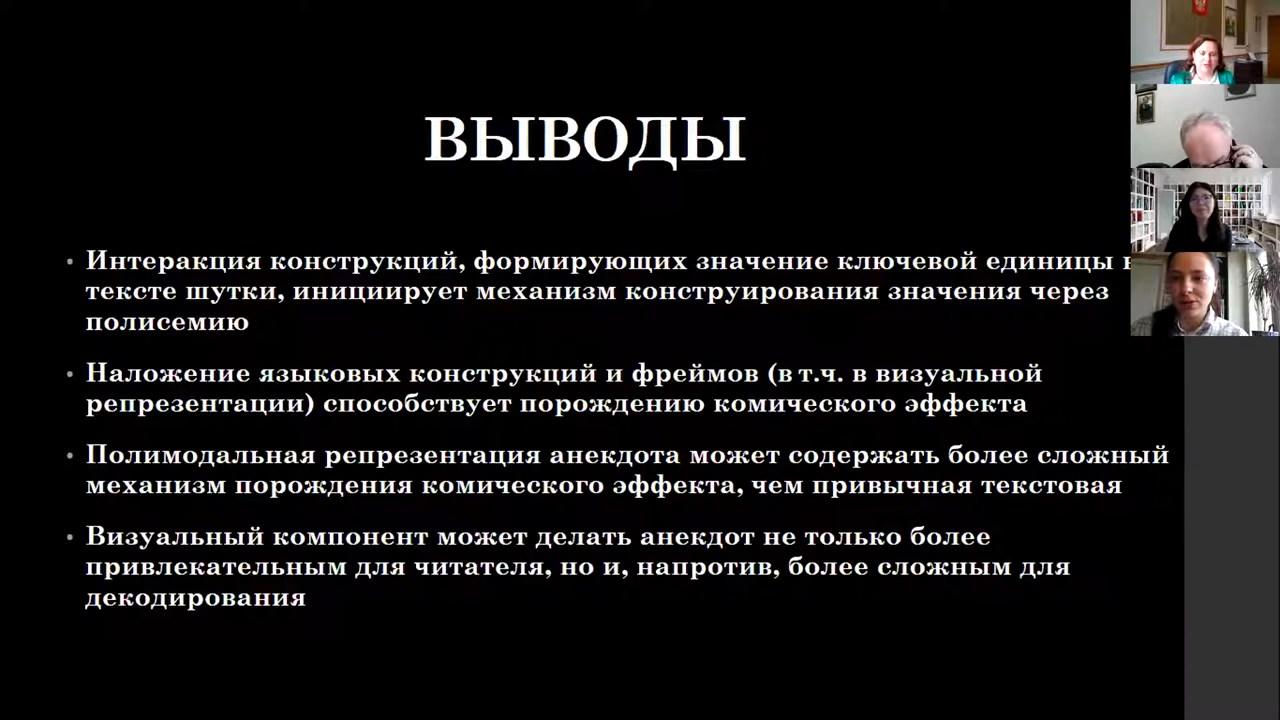 ВЫВОДЫ
• Интеракция конструкций, формирующих значение ключевой единицы в
тексте шутки, инициирует механизм конструирования значения через
полисемию
• Наложение языковых конструкций и фреймов (в т.ч. в визуальной
репрезентации) способствует порождению комического эффекта
• Полимодальная репрезентация анекдота может содержать более сложный
механизм порождения комического эффекта, чем привычная текстовая
• Визуальный компонент может делать анекдот не только более
привлекательным для читателя, но и, напротив, более сложным для
декодирования